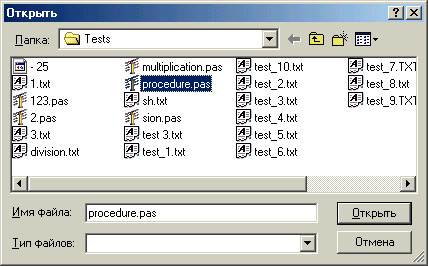 Открыть
Папка: Tests
- 25 multiplication.pas test_10.txt test_7.TXT
1.txt procedure.pas test_2.txt test_8.txt
123.pas sh.txt test_3.txt test_9.TXT
2.pas sion.pas test_4.txt
3.txt test 3.txt test_5.txt
division.txt test_1.txt test_6.txt
Имя файла: procedure.pas Открыть
Тип файлов: Отмена